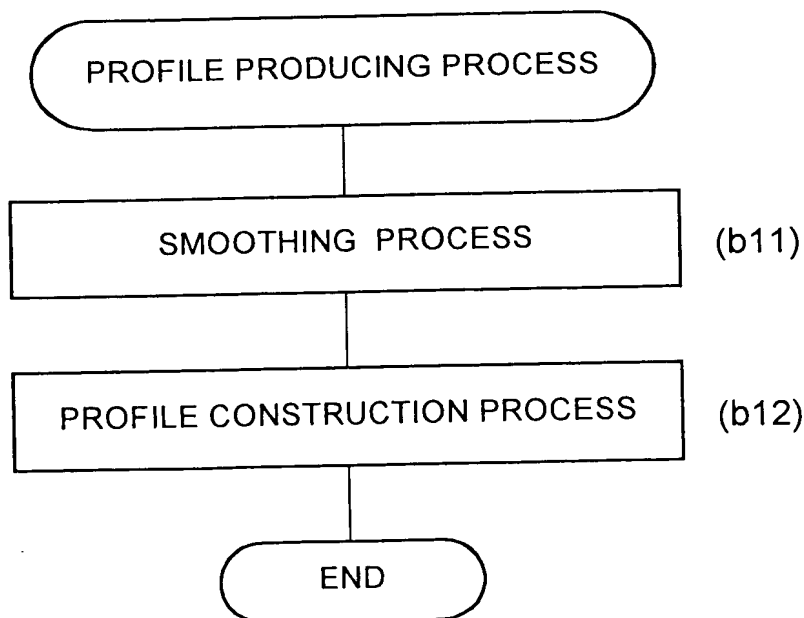 PROFILE PRODUCING PROCESS
SMOOTHING PROCESS (b11)
PROFILE CONSTRUCTION PROCESS (b12)
END